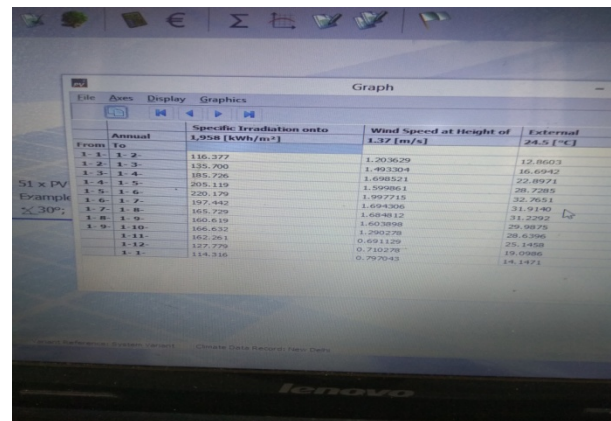 Graph
File Axes Display Graphics
Annual Specific Irradiation onto Wind Speed at Height of External
From To 1,958 [kWh/m²] 1.37 [m/s] 24.5 [°C]
1- 1- 1- 2- 116.377 1.203629 12.8603
1- 2- 1- 3- 135.700 1.493304 16.6942
1- 3- 1- 4- 185.726 1.698521 22.8971
1- 4- 1- 5- 205.119 1.599861 28.7285
1- 5- 1- 6- 220.179 1.997715 32.7651
1- 6- 1- 7- 197.442 1.694306 31.9140
1- 7- 1- 8- 165.729 1.684812 31.2292
1- 8- 1- 9- 160.619 1.603898 29.9875
1- 9- 1-10- 166.632 1.290278 28.6396
1-11- 162.261 0.691129 25.1458
1-12- 127.779 0.710278 19.0986
1- 1- 114.316 0.797043 14.1471
51 x PV
Example
30°;
Climate Data Record: New Delhi
lenovo